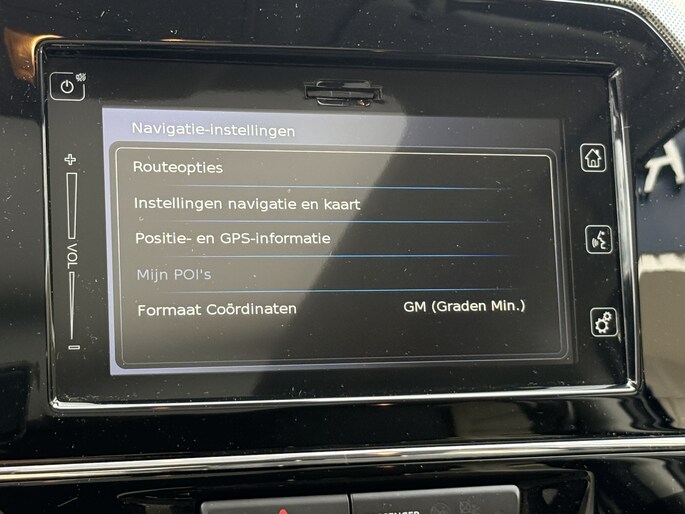 Navigatie-instellingen
Routeopties
Instellingen navigatie en kaart
Positie- en GPS-informatie
Mijn POI's
Formaat Coördinaten GM (Graden Min.)
+
VOL
−